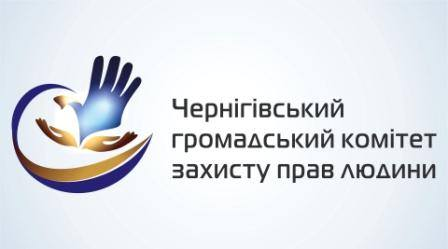 Чернігівський
громадський комітет
захисту прав людини